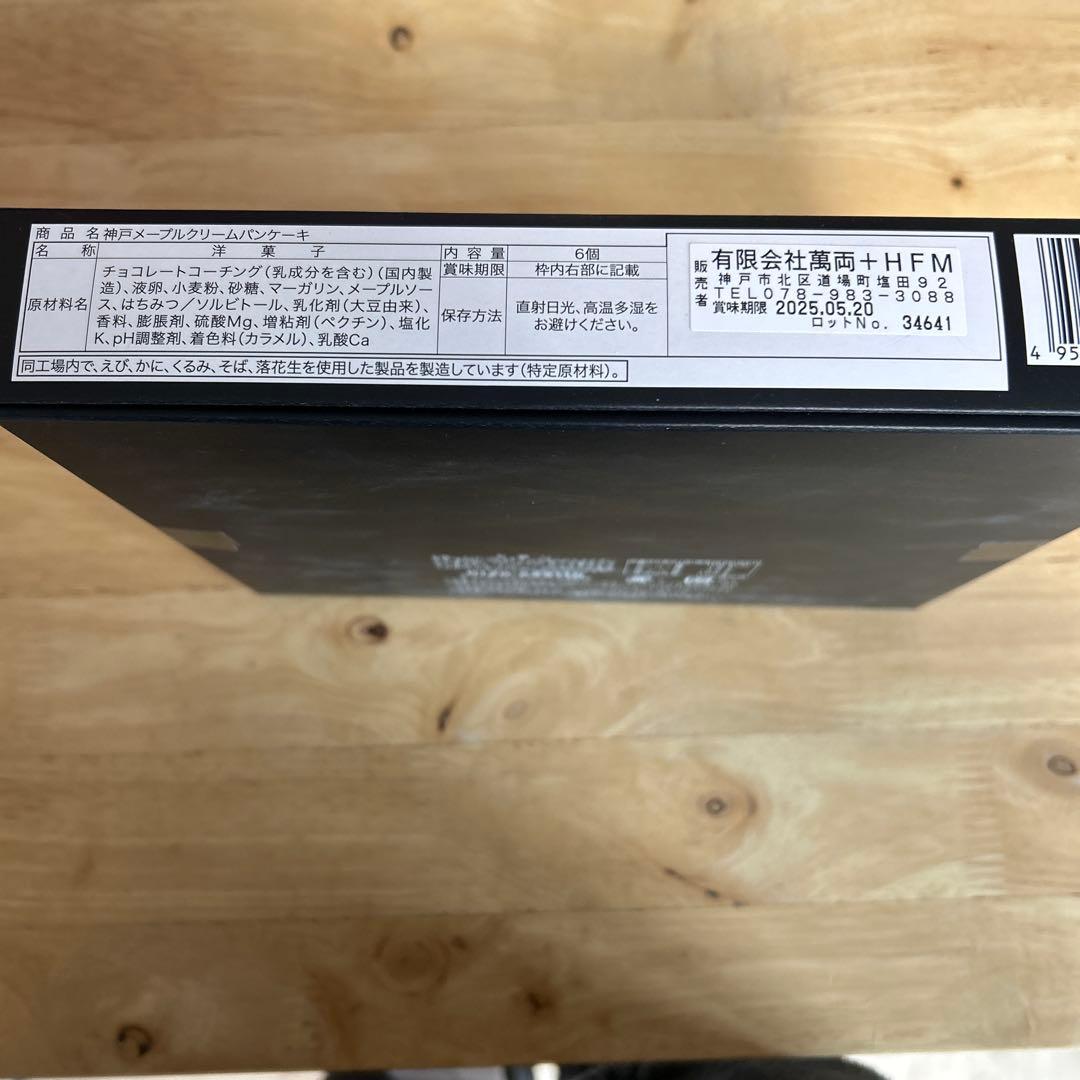 商品名 神戸メープルクリームパンケーキ
名称 洋菓子
原材料名 チョコレートコーチング(乳成分を含む)(国内製
造)、液卵、小麦粉、砂糖、マーガリン、メープルソー
ス、はちみつ/ソルビトール、乳化剤(大豆由来)、
香料、膨脹剤、硫酸Mg、増粘剤(ペクチン)、塩化
K、pH調整剤、着色料(カラメル)、乳酸Ca
内容量 6個
賞味期限 枠内右部に記載
保存方法 直射日光、高温多湿を
お避けください。
販売者 有限会社萬両+HFM
神戸市北区道場町塩田92
TEL078-983-3088
賞味期限 2025.05.20
ロットNo. 34641
同工場内で、えび、かに、くるみ、そば、落花生を使用した製品を製造しています(特定原材料)。
4 95